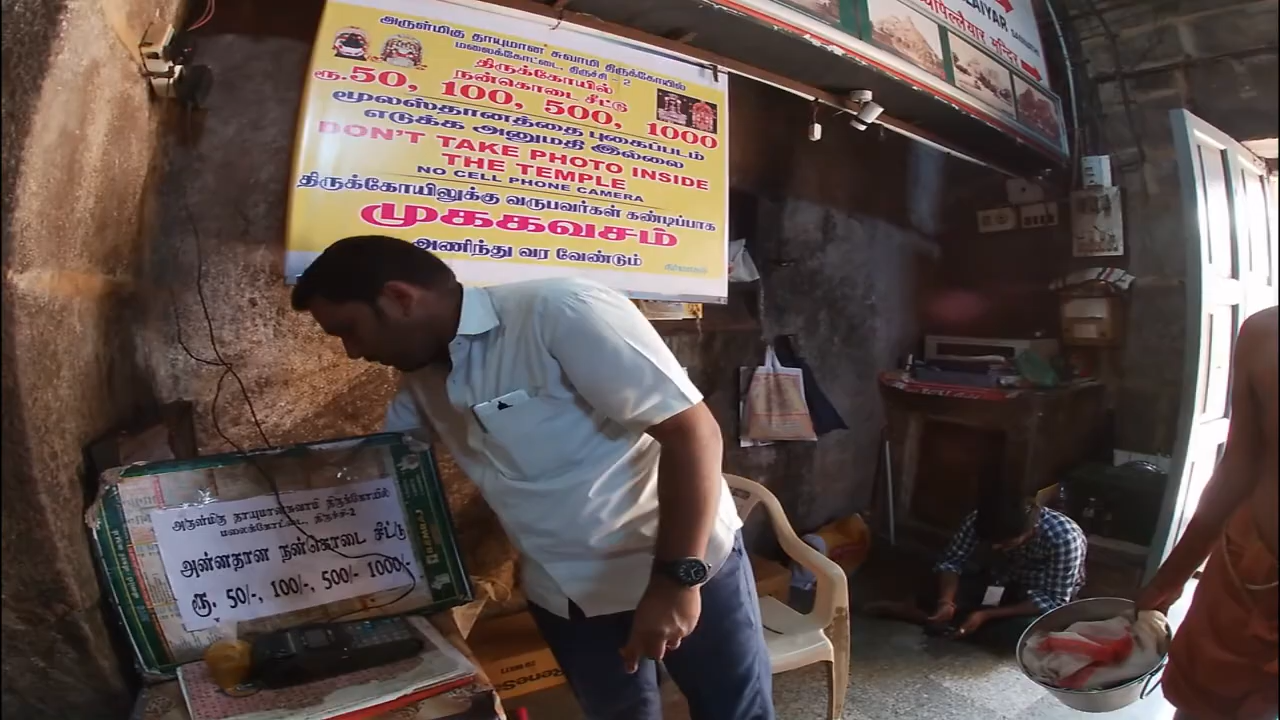 அருள்மிகு தாயுமான சுவாமி திருக்கோயில்
மலைக்கோட்டை, திருச்சி - 2
திருக்கோயில்
நன்கொடை சீட்டு
ரூ.50, 100, 500, 1000
மூலஸ்தானத்தை புகைப்படம்
எடுக்க அனுமதி இல்லை
DON'T TAKE PHOTO INSIDE
THE TEMPLE
NO CELL PHONE CAMERA
திருக்கோயிலுக்கு வருபவர்கள் கண்டிப்பாக
முகக்கவசம்
அணிந்து வர வேண்டும்
அருள்மிகு தாயுமானசுவாமி திருக்கோயில்
மலைக்கோட்டை, திருச்சி-2
அன்னதான நன்கொடை சீட்டு
ரூ. 50/-, 100/-, 500/- 1000/-